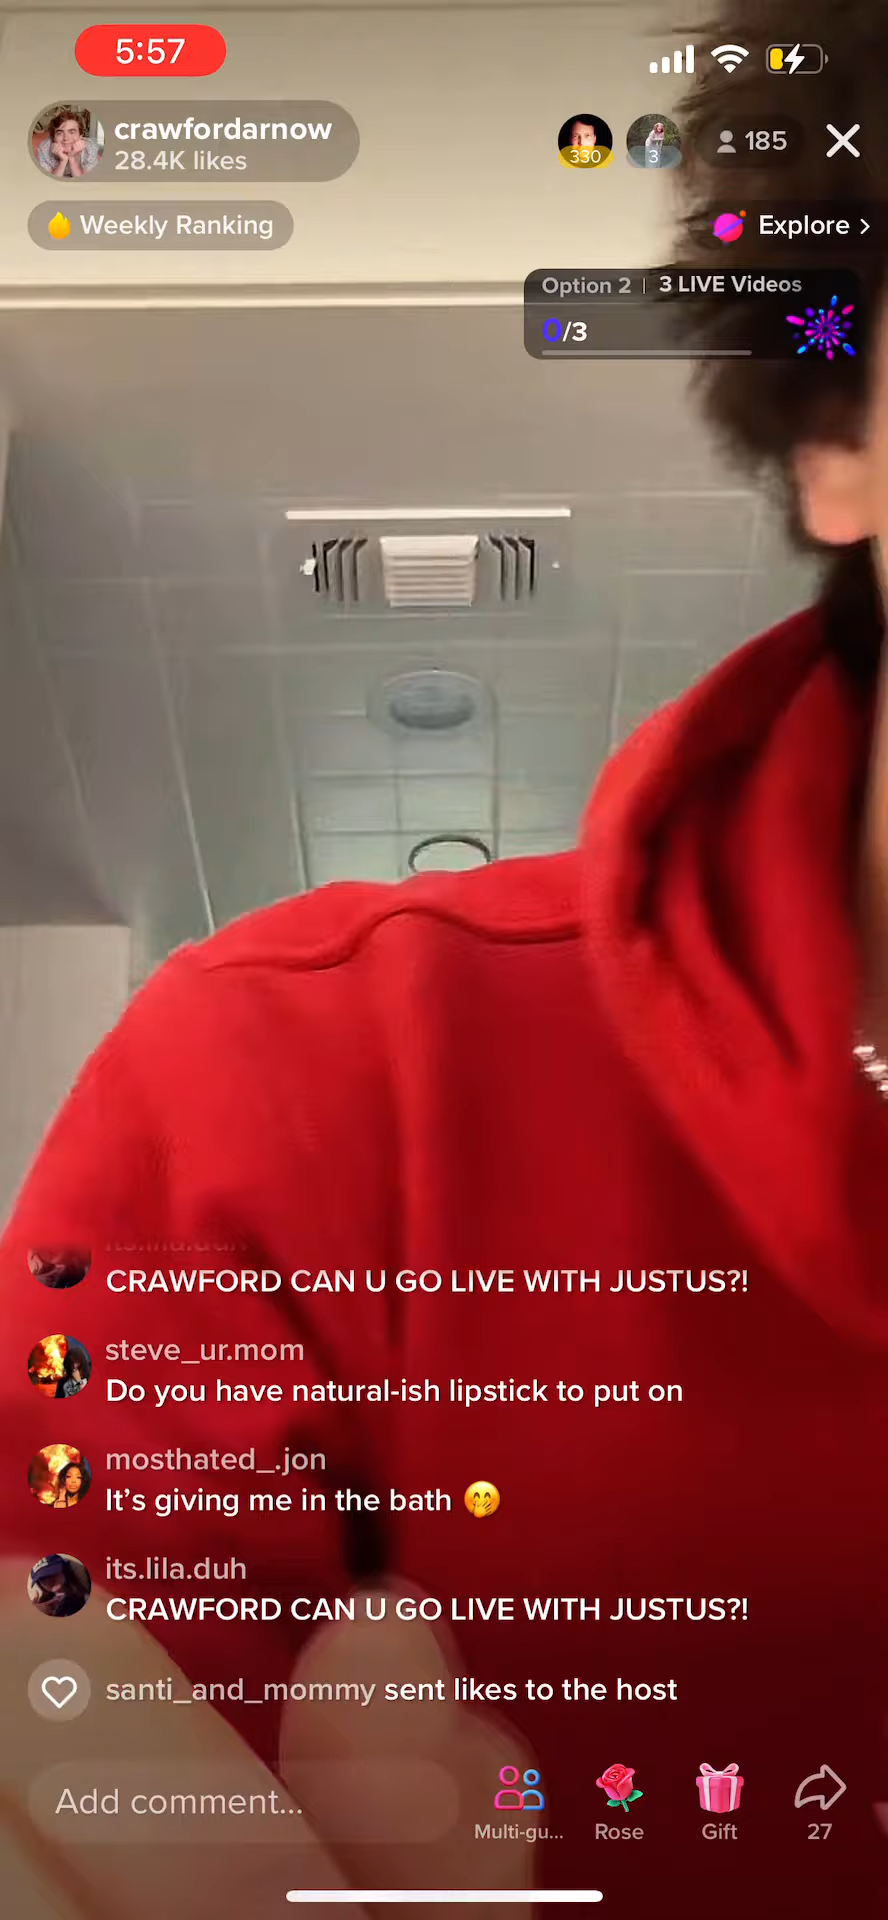 5:57
crawfordarnow
28.4K likes
330
3
185
Weekly Ranking
Explore >
Option 2 | 3 LIVE Videos
0/3
CRAWFORD CAN U GO LIVE WITH JUSTUS?!
steve_ur.mom
Do you have natural-ish lipstick to put on
mosthated_.jon
It's giving me in the bath 🤭
its.lila.duh
CRAWFORD CAN U GO LIVE WITH JUSTUS?!
santi_and_mommy sent likes to the host
Add comment...
Multi-gu...
Rose
Gift
27